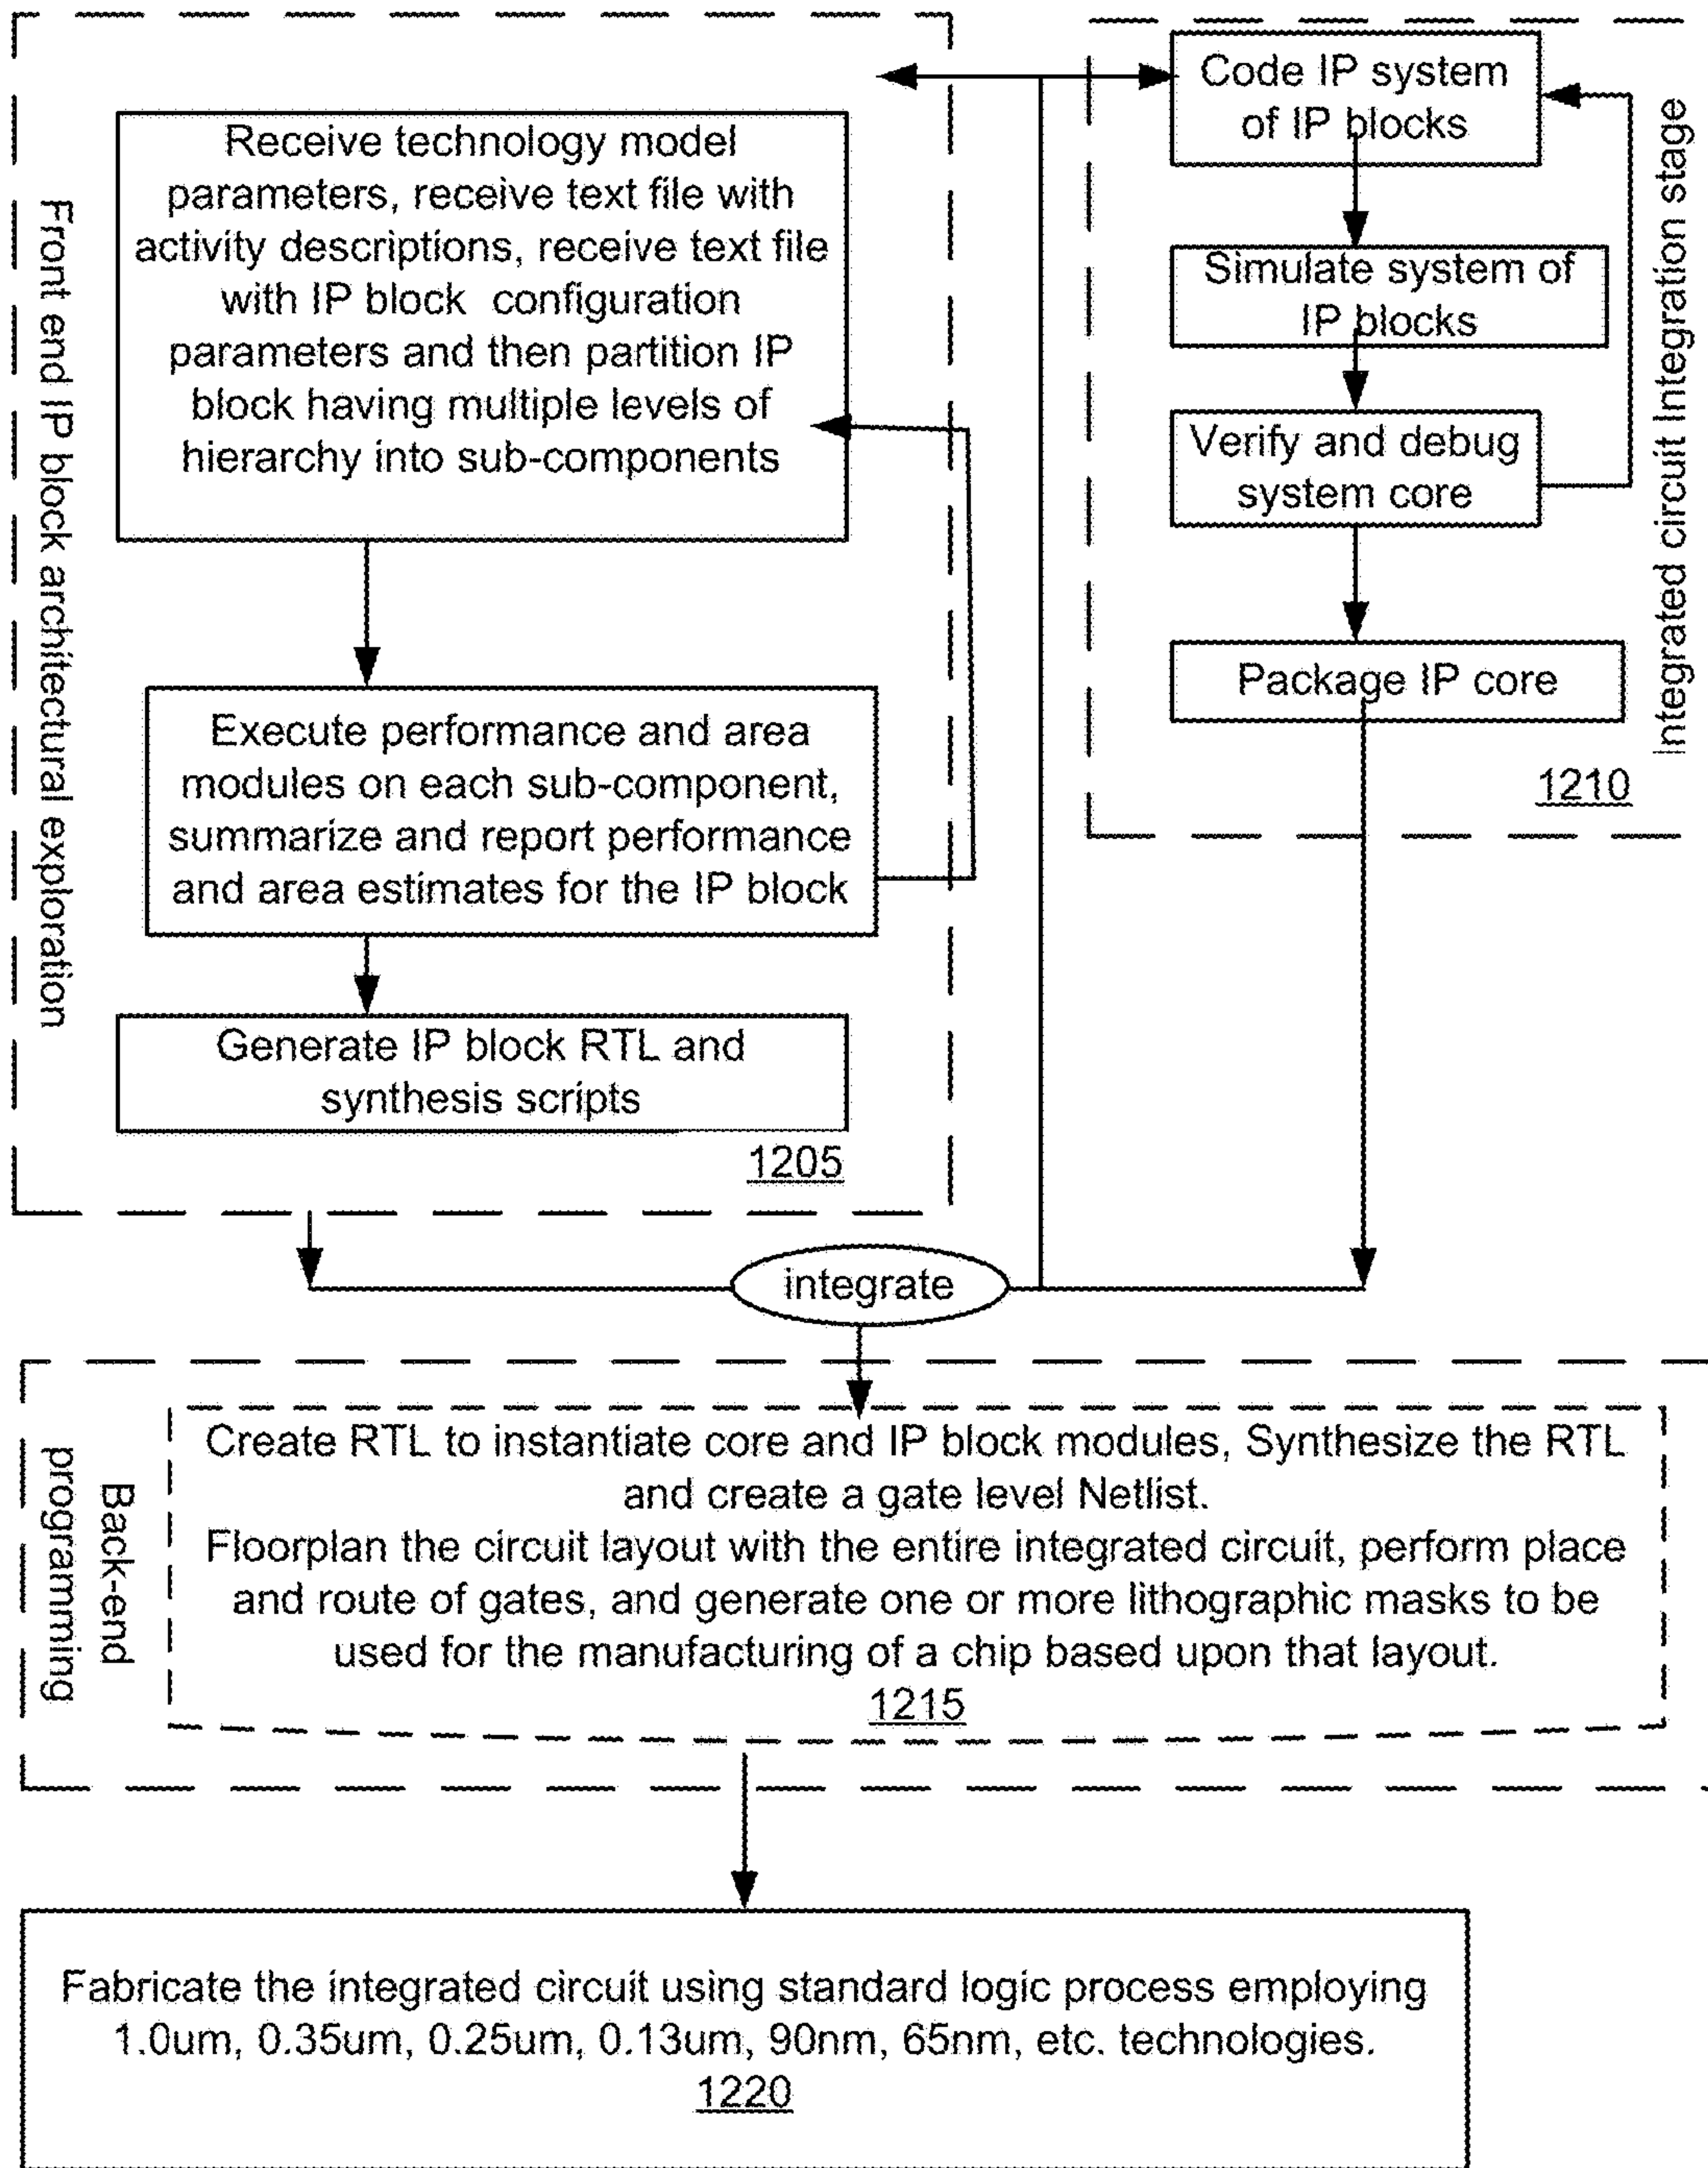 Front end IP block architectural exploration
Receive technology model
parameters, receive text file with
activity descriptions, receive text file
with IP block configuration
parameters and then partition IP
block having multiple levels of
hierarchy into sub-components
Execute performance and area
modules on each sub-component,
summarize and report performance
and area estimates for the IP block
Generate IP block RTL and
synthesis scripts
1205
Code IP system
of IP blocks
Simulate system of
IP blocks
Verify and debug
system core
Package IP core
1210
Integrated circuit Integration stage
integrate
Back-end
programming
Create RTL to instantiate core and IP block modules, Synthesize the RTL
and create a gate level Netlist.
Floorplan the circuit layout with the entire integrated circuit, perform place
and route of gates, and generate one or more lithographic masks to be
used for the manufacturing of a chip based upon that layout.
1215
Fabricate the integrated circuit using standard logic process employing
1.0um, 0.35um, 0.25um, 0.13um, 90nm, 65nm, etc. technologies.
1220